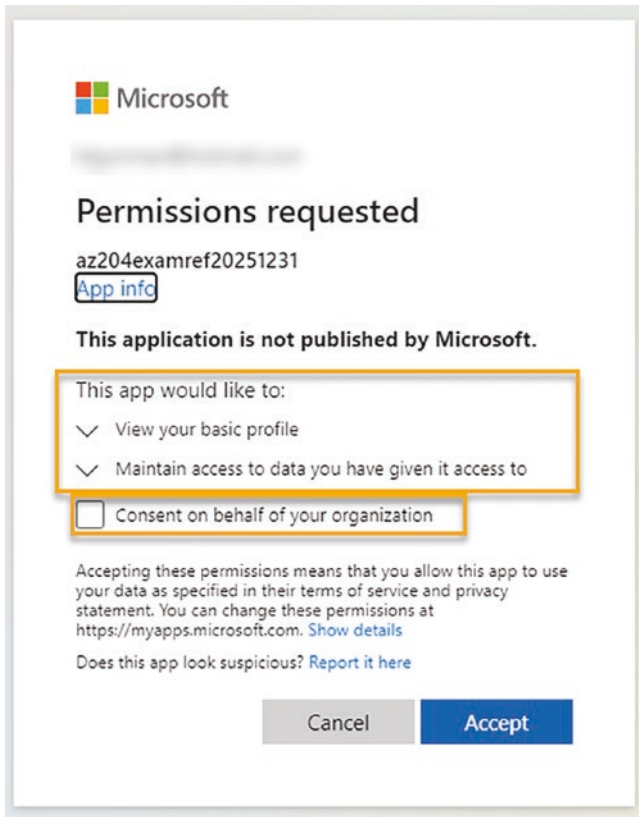 Microsoft
Permissions requested
az204examref20251231
App info
This application is not published by Microsoft.
This app would like to:
View your basic profile
Maintain access to data you have given it access to
Consent on behalf of your organization
Accepting these permissions means that you allow this app to use
your data as specified in their terms of service and privacy
statement. You can change these permissions at
https://myapps.microsoft.com. Show details
Does this app look suspicious? Report it here
Cancel
Accept